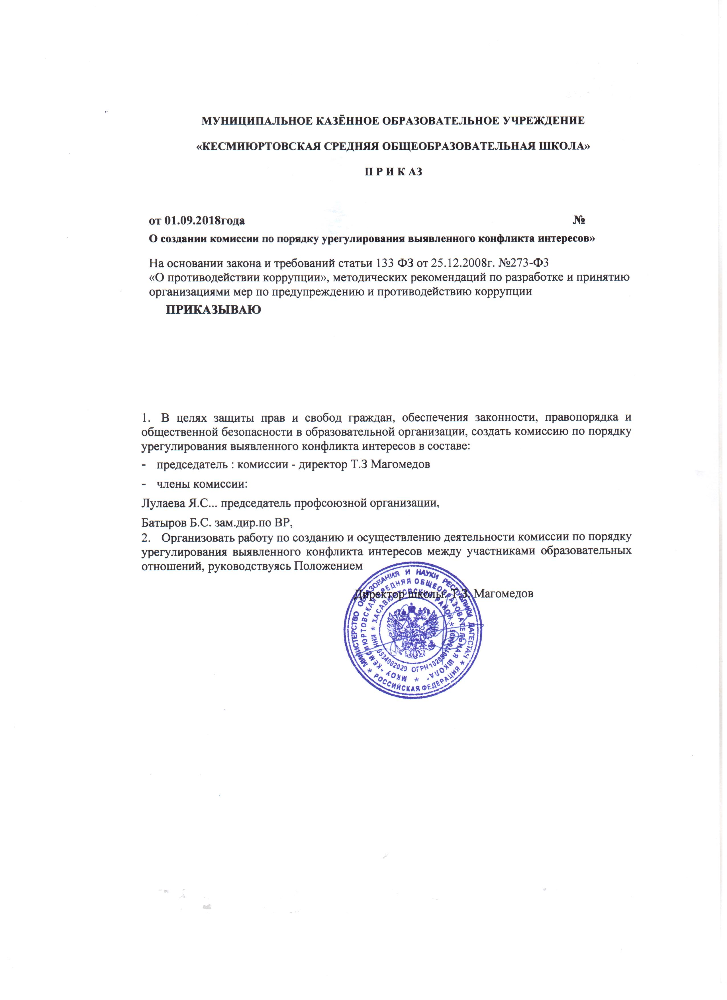 МУНИЦИПАЛЬНОЕ КАЗЁННОЕ ОБРАЗОВАТЕЛЬНОЕ УЧРЕЖДЕНИЕ
«КЕСМИЮРТОВСКАЯ СРЕДНЯЯ ОБЩЕОБРАЗОВАТЕЛЬНАЯ ШКОЛА»
П Р И К АЗ
от 01.09.2018года №
О создании комиссии по порядку урегулирования выявленного конфликта интересов»
На основании закона и требований статьи 133 ФЗ от 25.12.2008г. №273-ФЗ
«О противодействии коррупции», методических рекомендаций по разработке и принятию
организациями мер по предупреждению и противодействию коррупции
ПРИКАЗЫВАЮ
1. В целях защиты прав и свобод граждан, обеспечения законности, правопорядка и
общественной безопасности в образовательной организации, создать комиссию по порядку
урегулирования выявленного конфликта интересов в составе:
- председатель : комиссии - директор Т.З Магомедов
- члены комиссии:
Лулаева Я.С... председатель профсоюзной организации,
Батыров Б.С. зам.дир.по ВР,
2. Организовать работу по созданию и осуществлению деятельности комиссии по порядку
урегулирования выявленного конфликта интересов между участниками образовательных
отношений, руководствуясь Положением
Директор школы: Т.З. Магомедов
МИНИСТЕРСТВО ОБРАЗОВАНИЯ И НАУКИ РЕСПУБЛИКИ ДАГЕСТАН * РОССИЙСКАЯ ФЕДЕРАЦИЯ *
МКОУ "КЕМСИЮРТОВСКАЯ СРЕДНЯЯ ОБЩЕОБРАЗОВАТЕЛЬНАЯ ШКОЛА" *
* ХАСАВЮРТОВСКИЙ РАЙОН *
ИНН 0534002029 ОГРН